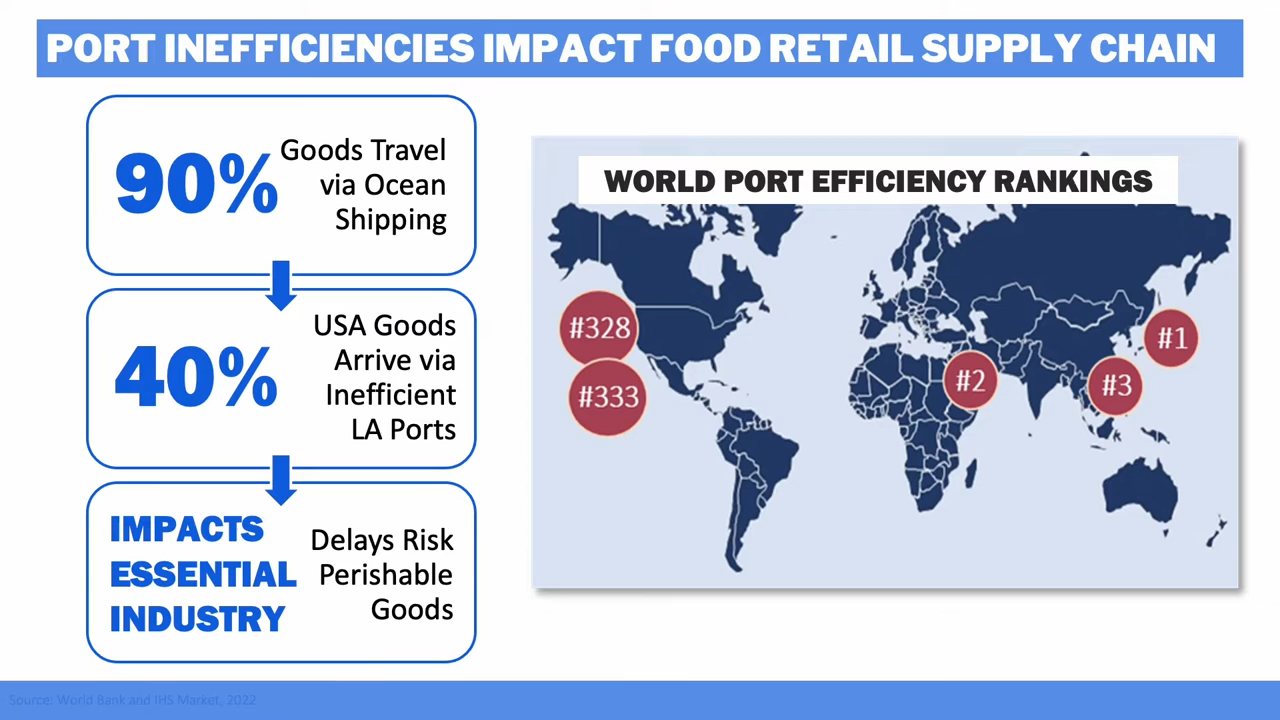 PORT INEFFICIENCIES IMPACT FOOD RETAIL SUPPLY CHAIN
90%
Goods Travel
via Ocean
Shipping
40%
USA Goods
Arrive via
Inefficient
LA Ports
IMPACTS
ESSENTIAL
INDUSTRY
Delays Risk
Perishable
Goods
WORLD PORT EFFICIENCY RANKINGS
#328
#333
#2
#3
#1
Source: World Bank and IHS Market, 2022